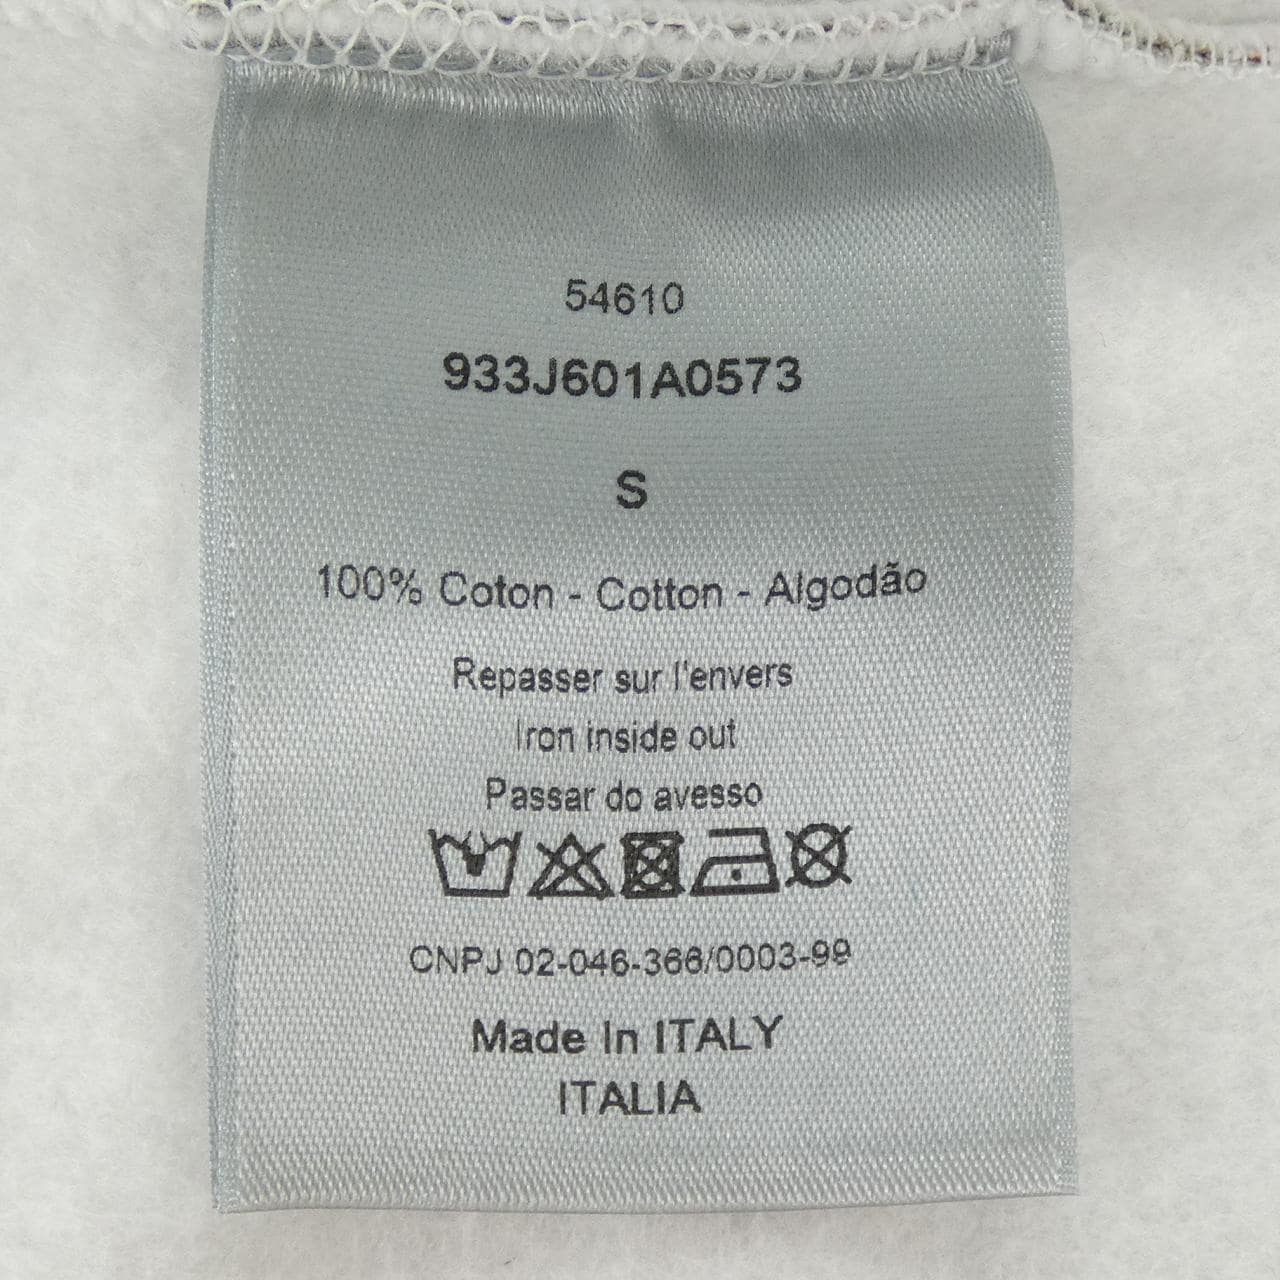 54610
933J601A0573
S
100% Coton - Cotton - Algodão
Repasser sur l'envers
Iron inside out
Passar do avesso
CNPJ 02-046-366/0003-99
Made In ITALY
ITALIA